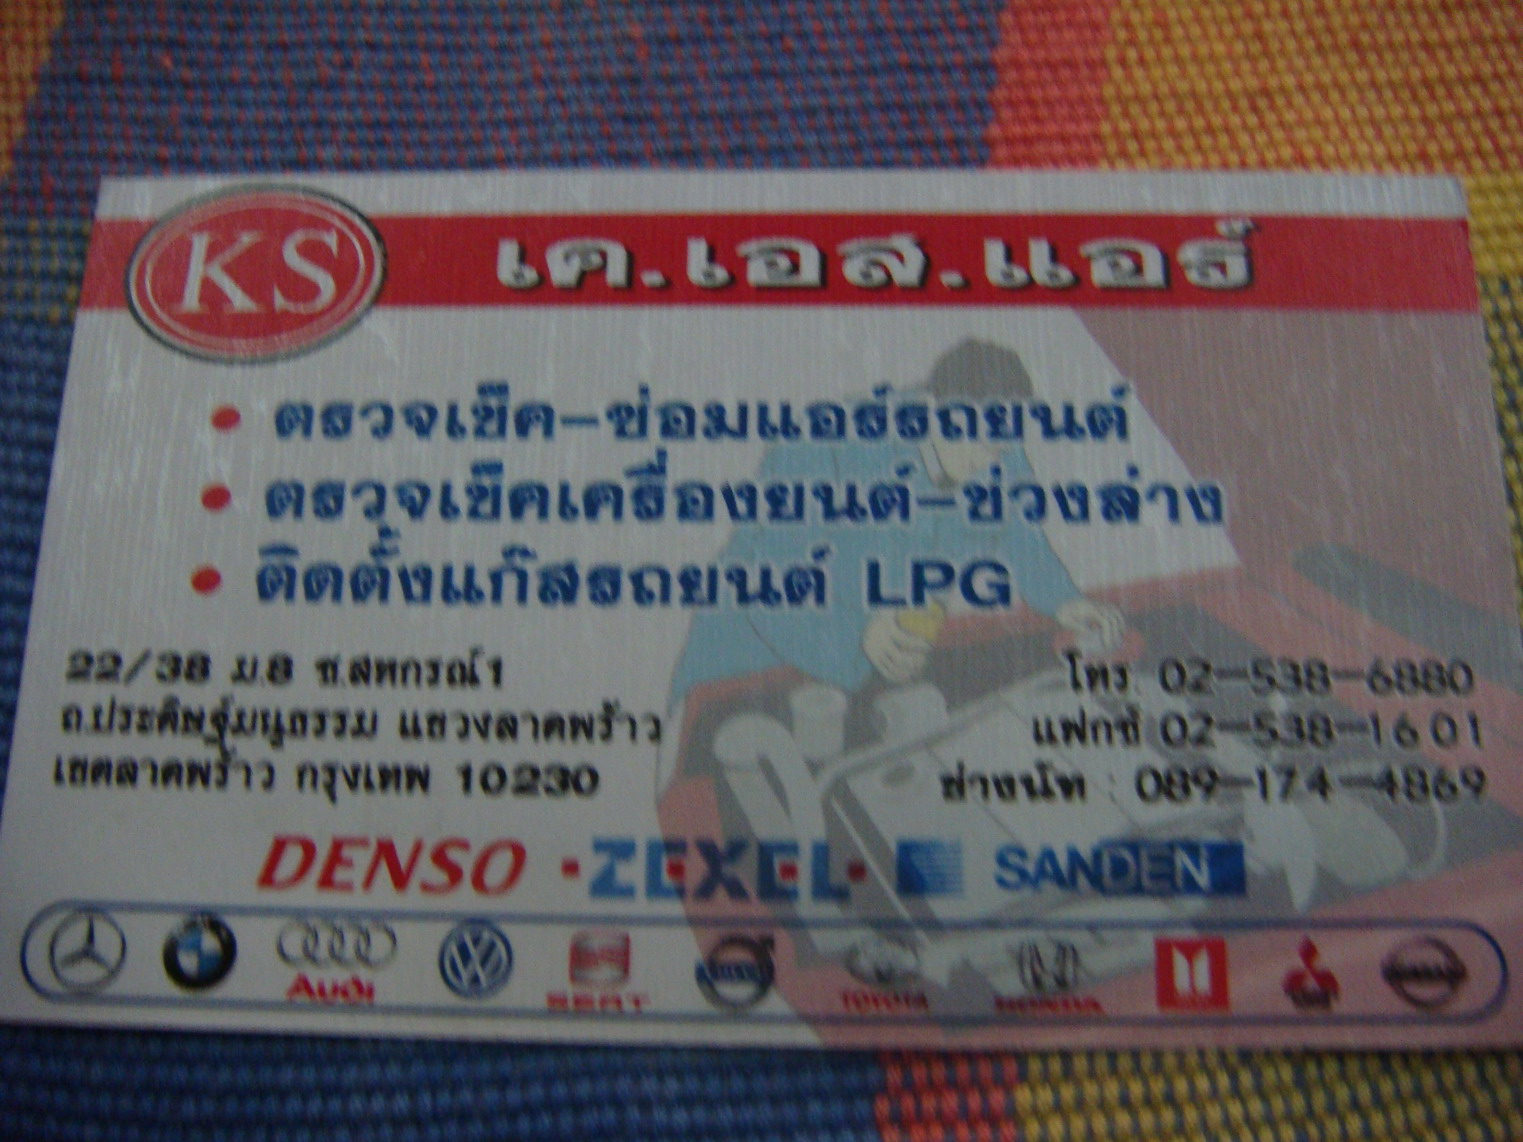 KS เค.เอส.แอร์
• ตรวจเช็ค-ซ่อมแอร์รถยนต์
• ตรวจเช็คเครื่องยนต์-ช่วงล่าง
• ติดตั้งแก๊สรถยนต์ LPG
22/38 ม.8 ซ.สหกรณ์1
ถ.ประดิษฐ์มนูธรรม แขวงลาดพร้าว
เขตลาดพร้าว กรุงเทพ 10230
โทร. 02-538-6880
แฟกซ์ 02-538-1601
ช่างนัท : 089-174-4869
DENSO ·ZEXEL· SANDEN
Audi SEAT VOLVO TOYOTA HONDA NISSAN